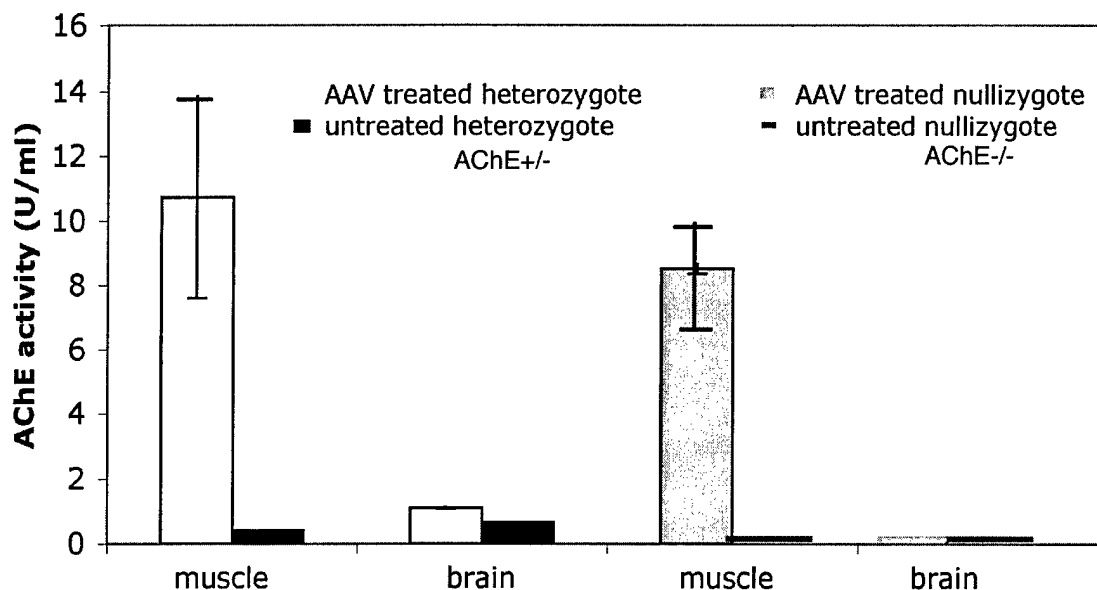 16
14
12
10
8
6
4
2
0
AChE activity (U/ml)
AAV treated heterozygote
untreated heterozygote
AChE+/-
AAV treated nullizygote
untreated nullizygote
AChE-/-
muscle
brain
muscle
brain